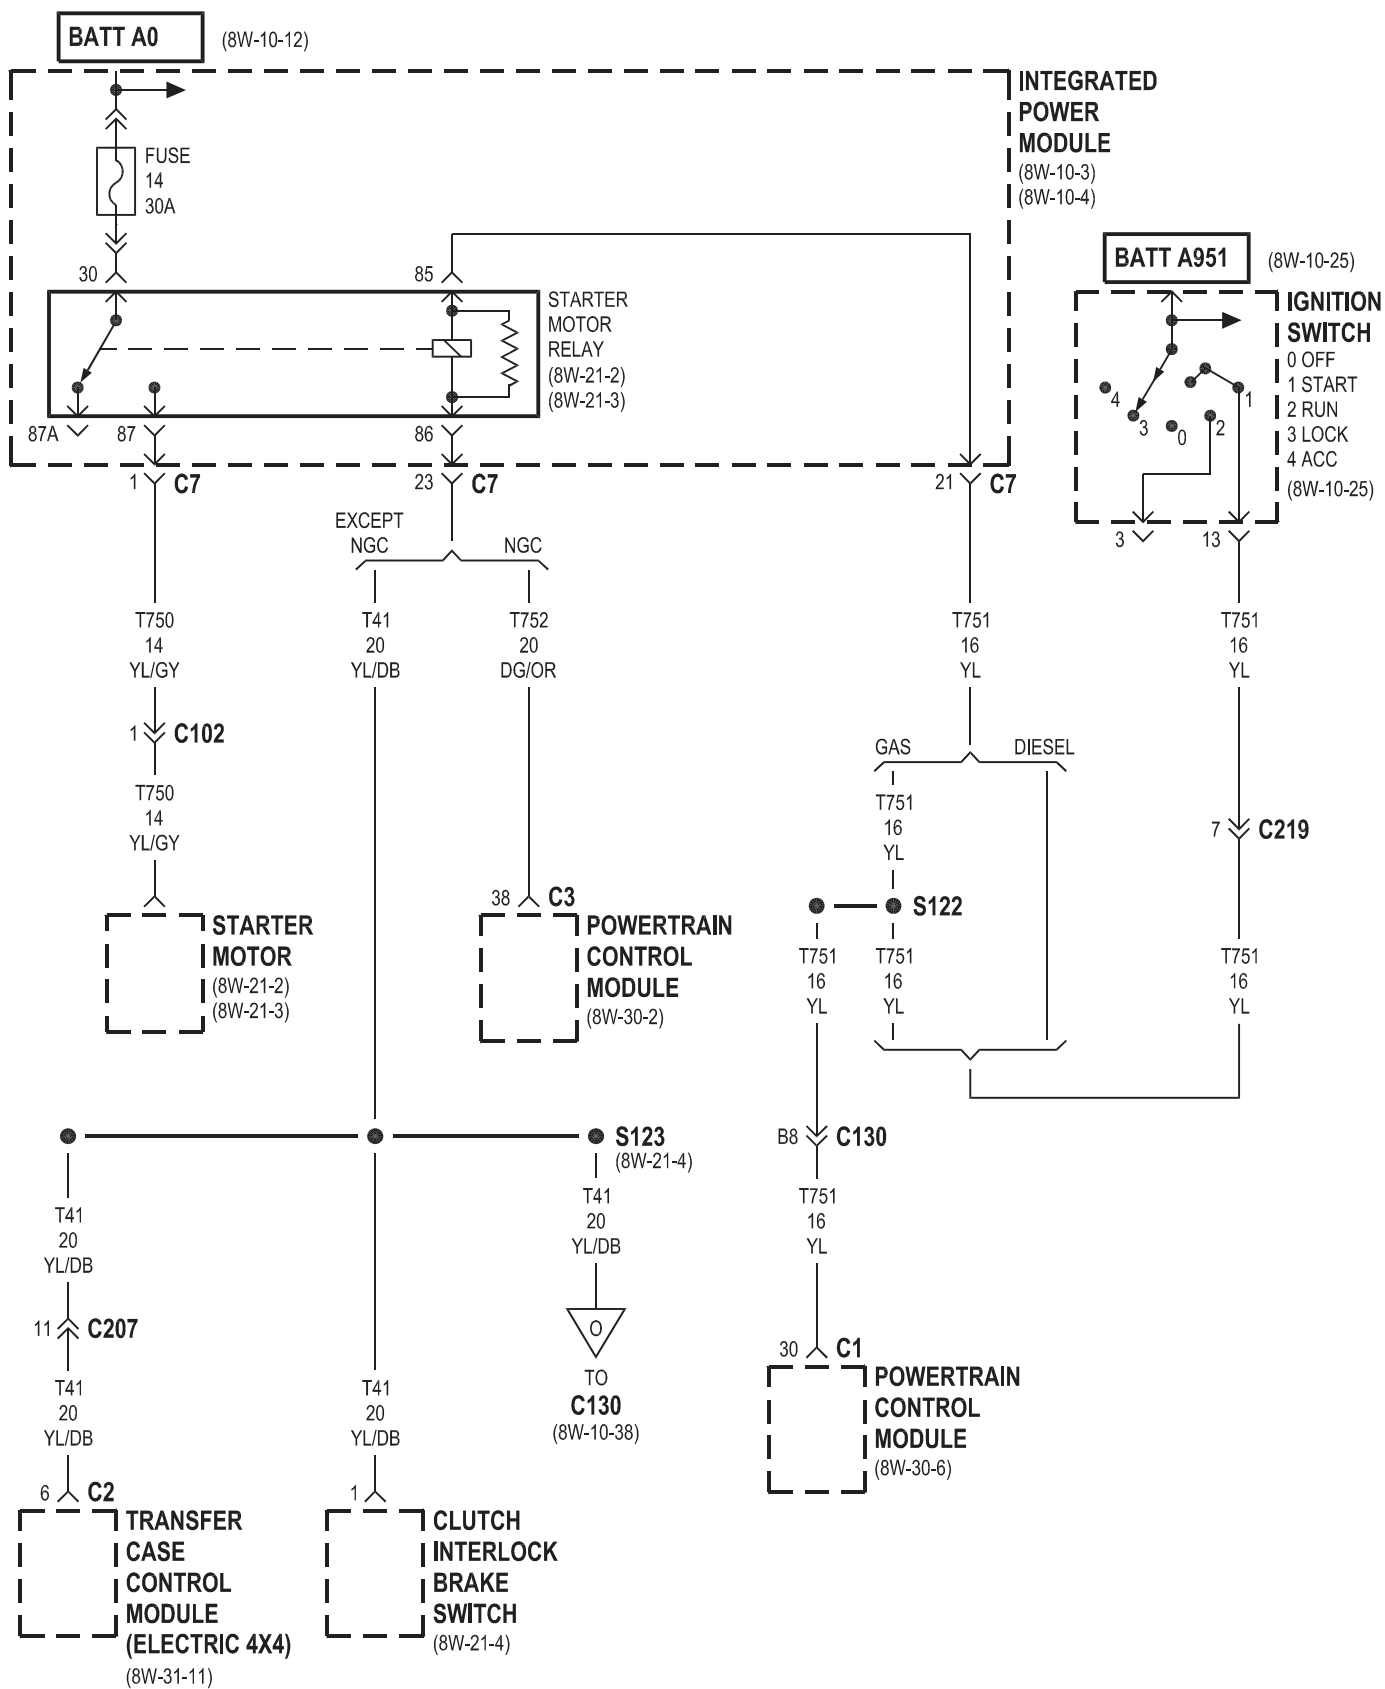 BATT A0
(8W-10-12)
INTEGRATED
POWER
MODULE
(8W-10-3)
(8W-10-4)
FUSE
14
30A
30
85
STARTER
MOTOR
RELAY
(8W-21-2)
(8W-21-3)
87A
87
86
1
C7
23
C7
21
C7
BATT A951
(8W-10-25)
IGNITION
SWITCH
0 OFF
1 START
2 RUN
3 LOCK
4 ACC
(8W-10-25)
4
3
0
2
1
3
13
EXCEPT
NGC
NGC
T750
14
YL/GY
T41
20
YL/DB
T752
20
DG/OR
T751
16
YL
T751
16
YL
1
C102
T750
14
YL/GY
GAS
DIESEL
T751
16
YL
7
C219
STARTER
MOTOR
(8W-21-2)
(8W-21-3)
38
C3
POWERTRAIN
CONTROL
MODULE
(8W-30-2)
S122
T751
16
YL
T751
16
YL
T751
16
YL
S123
(8W-21-4)
B8
C130
T41
20
YL/DB
T41
20
YL/DB
T751
16
YL
11
C207
O
TO
C130
(8W-10-38)
T41
20
YL/DB
T41
20
YL/DB
30
C1
POWERTRAIN
CONTROL
MODULE
(8W-30-6)
6
C2
TRANSFER
CASE
CONTROL
MODULE
(ELECTRIC 4X4)
(8W-31-11)
1
CLUTCH
INTERLOCK
BRAKE
SWITCH
(8W-21-4)